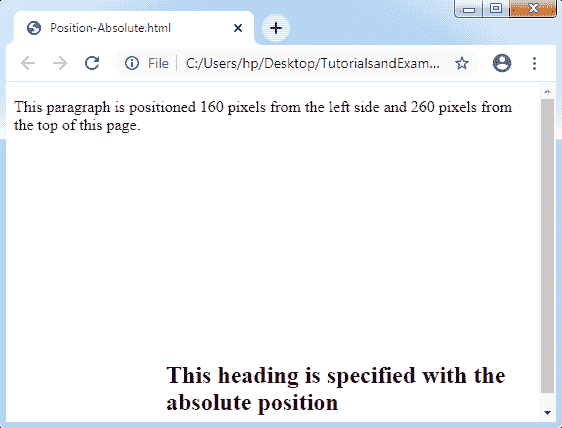 Position-Absolute.html
File
C:/Users/hp/Desktop/TutorialsandExam...
This paragraph is positioned 160 pixels from the left side and 260 pixels from
the top of this page.
This heading is specified with the
absolute position